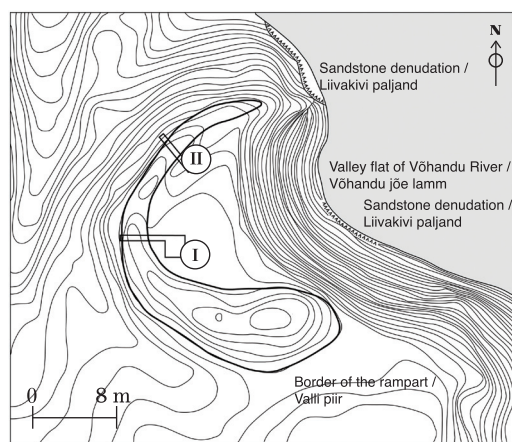 N
Sandstone denudation /
Liivakivi paljand
II
Valley flat of Võhandu River /
Võhandu jõe lamm
Sandstone denudation /
Liivakivi paljand
I
Border of the rampart /
Valli piir
0 8 m